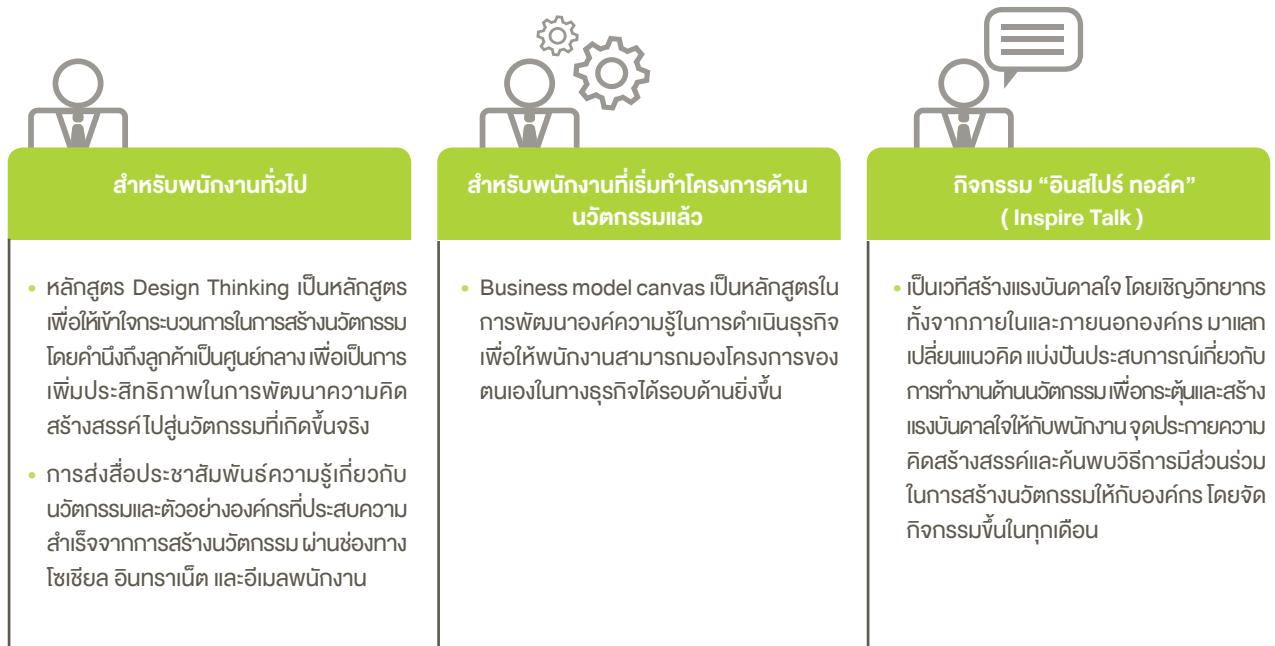 สำหรับพนักงานทั่วไป
• หลักสูตร Design Thinking เป็นหลักสูตร
เพื่อให้เข้าใจกระบวนการในการสร้างนวัตกรรม
โดยคำนึงถึงลูกค้าเป็นศูนย์กลาง เพื่อเป็นการ
เพิ่มประสิทธิภาพในการพัฒนาความคิด
สร้างสรรค์ไปสู่นวัตกรรมที่เกิดขึ้นจริง
• การส่งสื่อประชาสัมพันธ์ความรู้เกี่ยวกับ
นวัตกรรมและตัวอย่างองค์กรที่ประสบความ
สำเร็จจากการสร้างนวัตกรรม ผ่านช่องทาง
โซเชียล อินทราเน็ต และอีเมลพนักงาน
สำหรับพนักงานที่เริ่มทำโครงการด้าน
นวัตกรรมแล้ว
• Business model canvas เป็นหลักสูตรใน
การพัฒนาองค์ความรู้ในการดำเนินธุรกิจ
เพื่อให้พนักงานสามารถมองโครงการของ
ตนเองในทางธุรกิจได้รอบด้านยิ่งขึ้น
กิจกรรม “อินสไปร์ ทอล์ค”
( Inspire Talk )
• เป็นเวทีสร้างแรงบันดาลใจ โดยเชิญวิทยากร
ทั้งจากภายในและภายนอกองค์กร มาแลก
เปลี่ยนแนวคิด แบ่งปันประสบการณ์เกี่ยวกับ
การทำงานด้านนวัตกรรม เพื่อกระตุ้นและสร้าง
แรงบันดาลใจให้กับพนักงาน จุดประกายความ
คิดสร้างสรรค์และค้นพบวิธีการมีส่วนร่วม
ในการสร้างนวัตกรรมให้กับองค์กร โดยจัด
กิจกรรมขึ้นในทุกเดือน